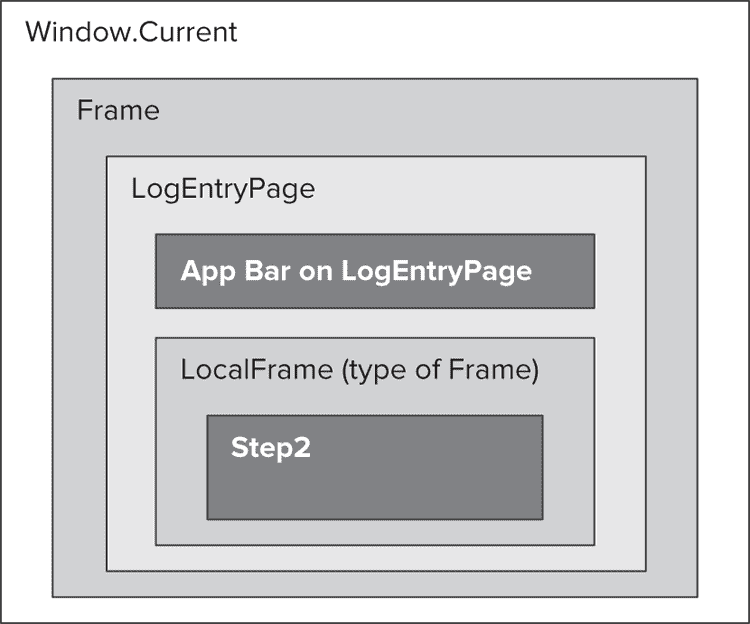 Window.Current
Frame
LogEntryPage
App Bar on LogEntryPage
LocalFrame (type of Frame)
Step2